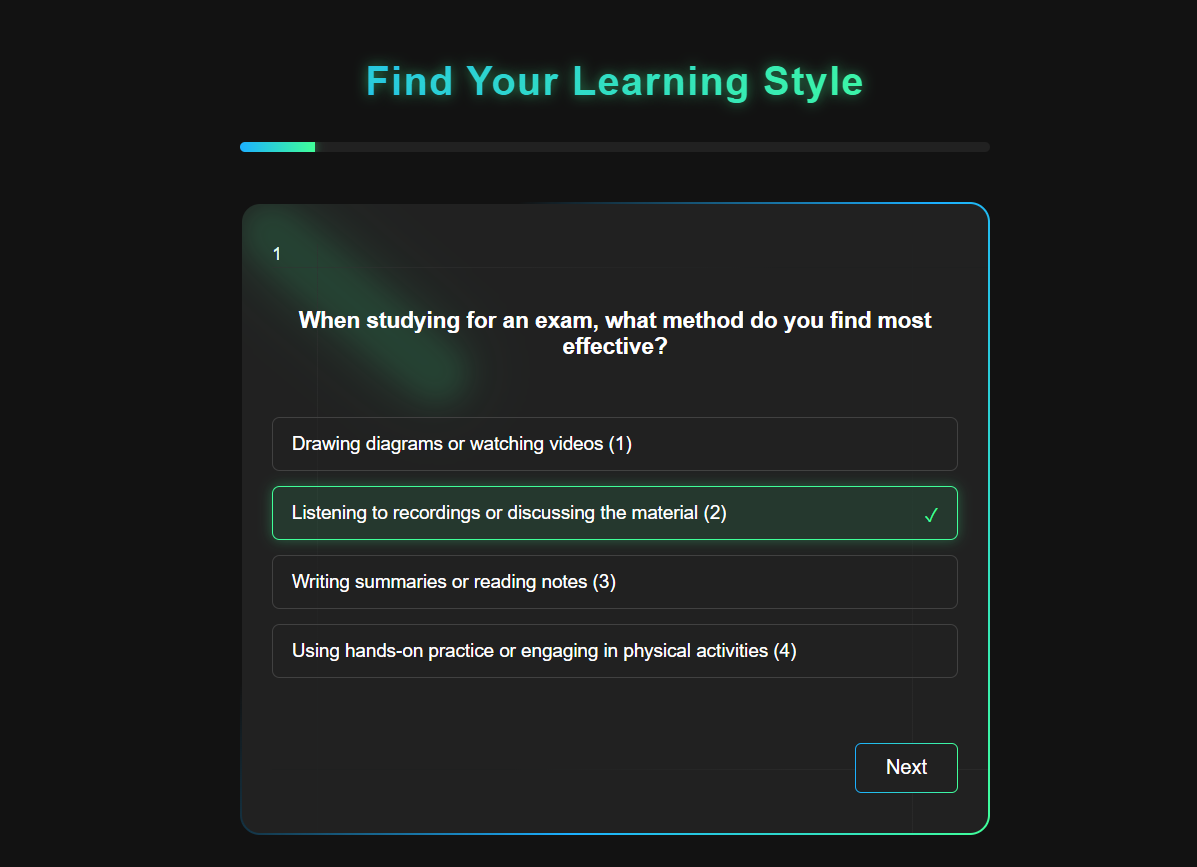 Find Your Learning Style
1
When studying for an exam, what method do you find most
effective?
Drawing diagrams or watching videos (1)
Listening to recordings or discussing the material (2)
✓
Writing summaries or reading notes (3)
Using hands-on practice or engaging in physical activities (4)
Next